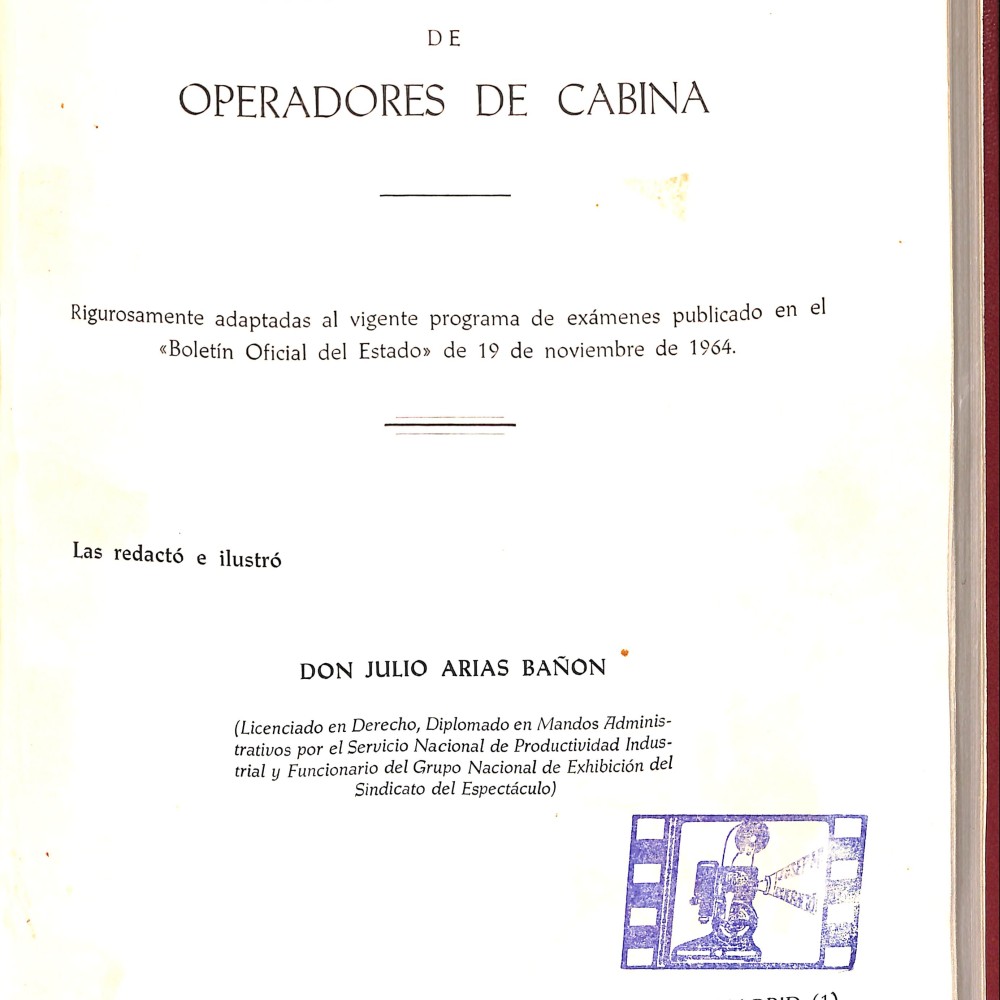 DE
OPERADORES DE CABINA
Rigurosamente adaptadas al vigente programa de exámenes publicado en el
«Boletín Oficial del Estado» de 19 de noviembre de 1964.
Las redactó e ilustró
DON JULIO ARIAS BAÑON
(Licenciado en Derecho, Diplomado en Mandos Adminis-
trativos por el Servicio Nacional de Productividad Indus-
trial y Funcionario del Grupo Nacional de Exhibición del
Sindicato del Espectáculo)